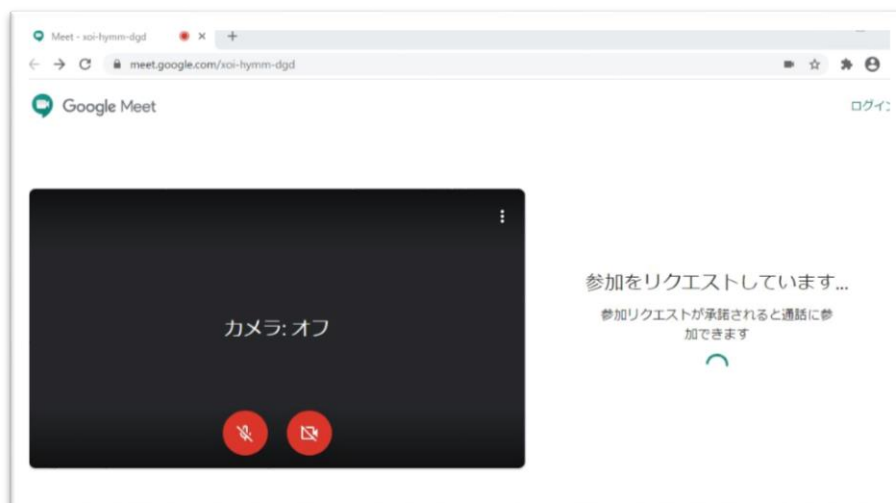 Meet - xoi-hymm-dgd
meet.google.com/xoi-hymm-dgd
Google Meet
ログイン
カメラ: オフ
参加をリクエストしています...
参加リクエストが承諾されると通話に参
加できます